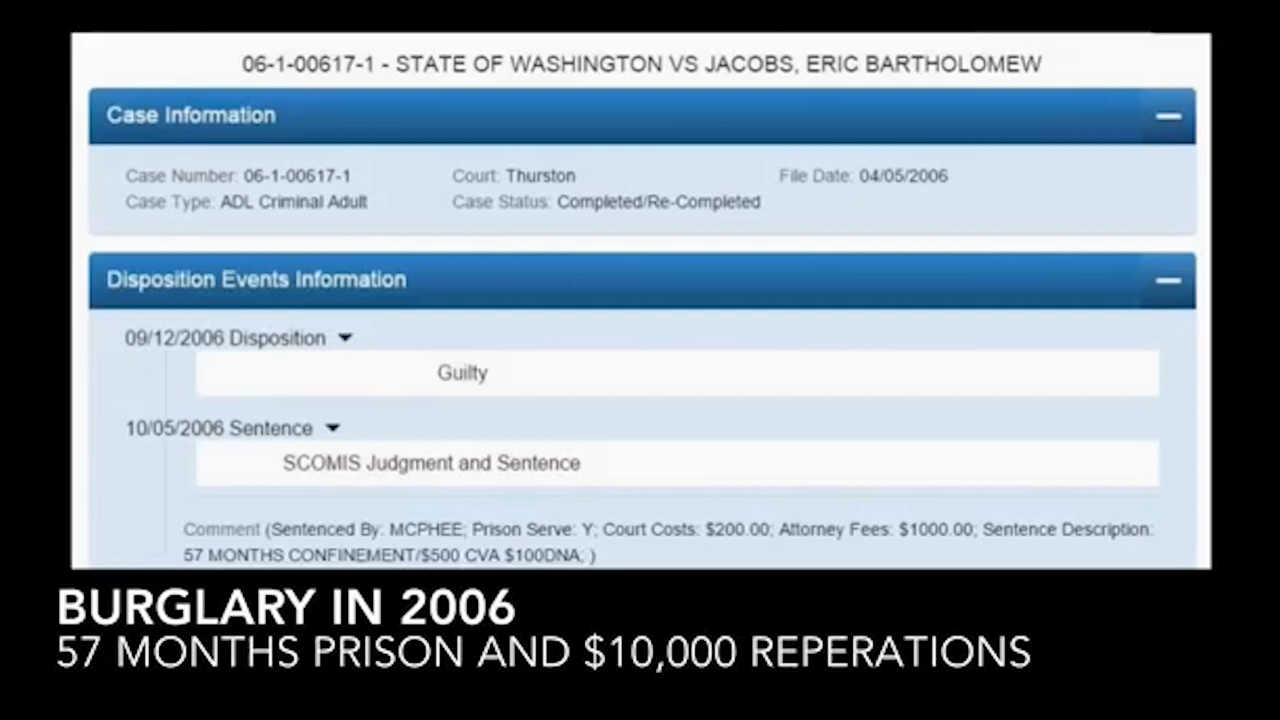 06-1-00617-1 - STATE OF WASHINGTON VS JACOBS, ERIC BARTHOLOMEW
Case Information
Case Number: 06-1-00617-1 Court: Thurston File Date: 04/05/2006
Case Type: ADL Criminal Adult Case Status: Completed/Re-Completed
Disposition Events Information
09/12/2006 Disposition
Guilty
10/05/2006 Sentence
SCOMIS Judgment and Sentence
Comment (Sentenced By: MCPHEE; Prison Serve: Y; Court Costs: $200.00; Attorney Fees: $1000.00; Sentence Description:
57 MONTHS CONFINEMENT/$500 CVA $100DNA; )
BURGLARY IN 2006
57 MONTHS PRISON AND $10,000 REPERATIONS